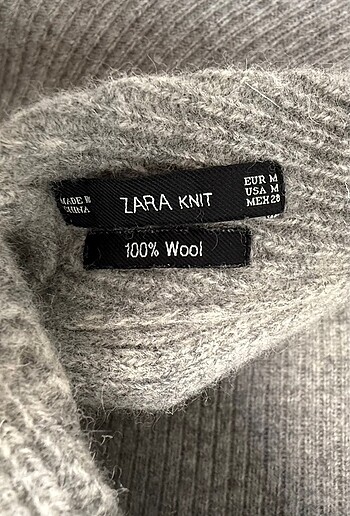 MADE IN
CHINA
ZARA KNIT
EUR M
USA M
MEX 28
100% Wool